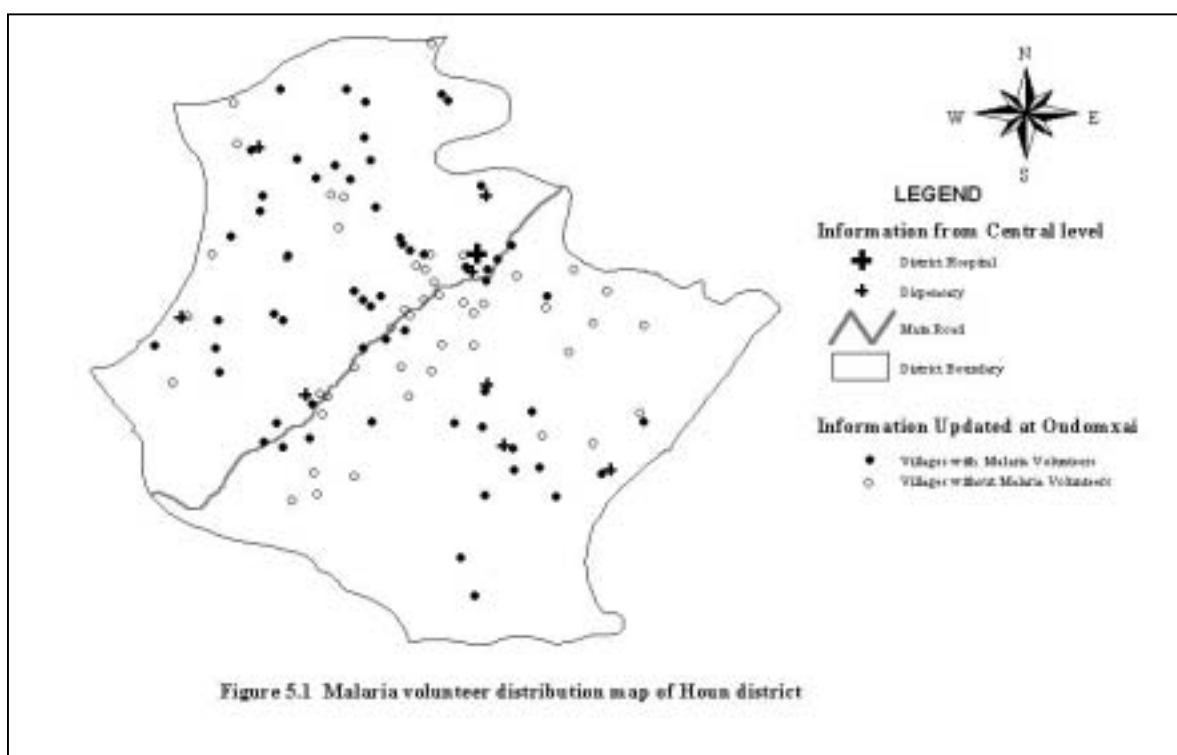 N
W E
S
LEGEND
Information from Central level
District Hospital
Dispensary
Main Road
District Boundary
Information Updated at Oudomxai
Villages with Malaria Volunteers
Villages without Malaria Volunteers
Figure 5.1 Malaria volunteer distribution map of Houn district